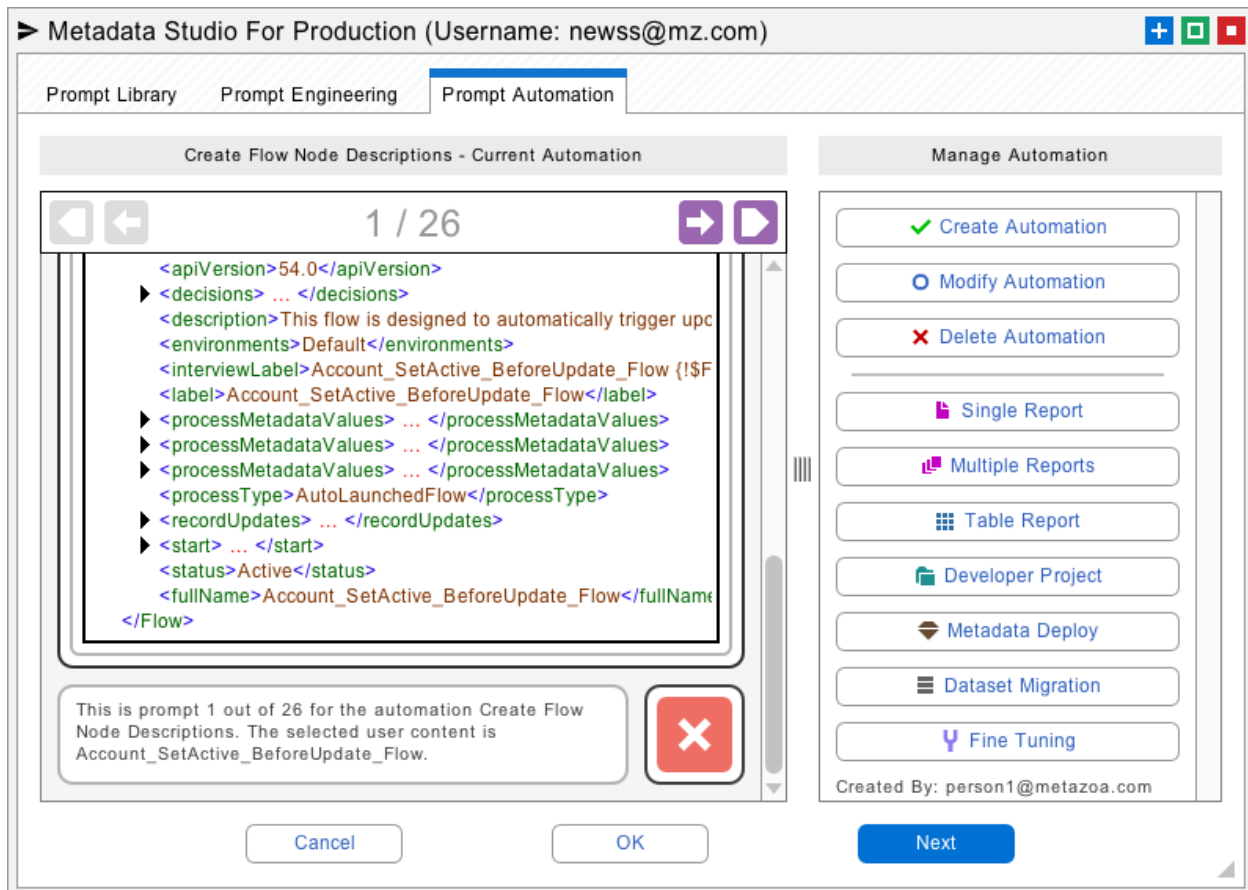 Metadata Studio For Production (Username: newss@mz.com)
Prompt Library
Prompt Engineering
Prompt Automation
Create Flow Node Descriptions - Current Automation
1 / 26
<apiVersion>54.0</apiVersion>
<decisions> ... </decisions>
<description>This flow is designed to automatically trigger upd
<environments>Default</environments>
<interviewLabel>Account_SetActive_BeforeUpdate_Flow {!$F
<label>Account_SetActive_BeforeUpdate_Flow</label>
<processMetadataValues> ... </processMetadataValues>
<processMetadataValues> ... </processMetadataValues>
<processMetadataValues> ... </processMetadataValues>
<processType>AutoLaunchedFlow</processType>
<recordUpdates> ... </recordUpdates>
<start> ... </start>
<status>Active</status>
<fullName>Account_SetActive_BeforeUpdate_Flow</fullName
</Flow>
This is prompt 1 out of 26 for the automation Create Flow
Node Descriptions. The selected user content is
Account_SetActive_BeforeUpdate_Flow.
Manage Automation
Create Automation
Modify Automation
Delete Automation
Single Report
Multiple Reports
Table Report
Developer Project
Metadata Deploy
Dataset Migration
Fine Tuning
Created By: person1@metazoa.com
Cancel
OK
Next